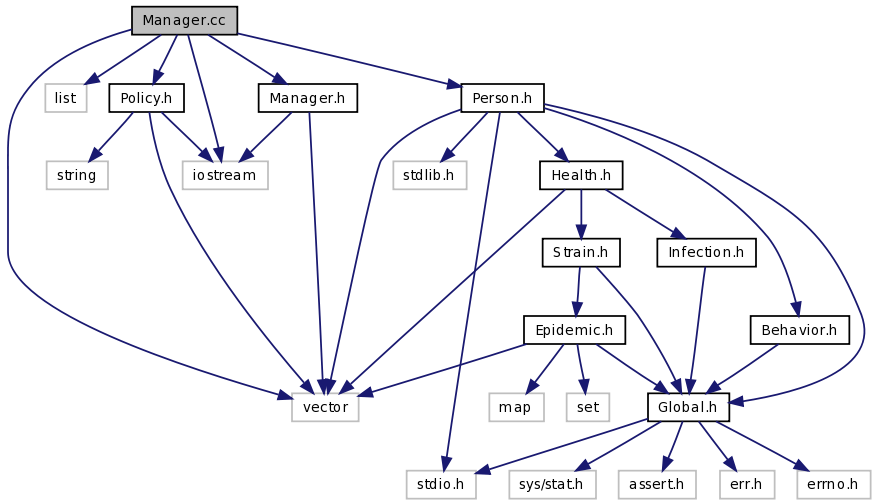 Manager.cc
list
Policy.h
Manager.h
Person.h
string
iostream
stdlib.h
Health.h
Strain.h
Infection.h
Epidemic.h
Behavior.h
vector
map
set
Global.h
stdio.h
sys/stat.h
assert.h
err.h
errno.h